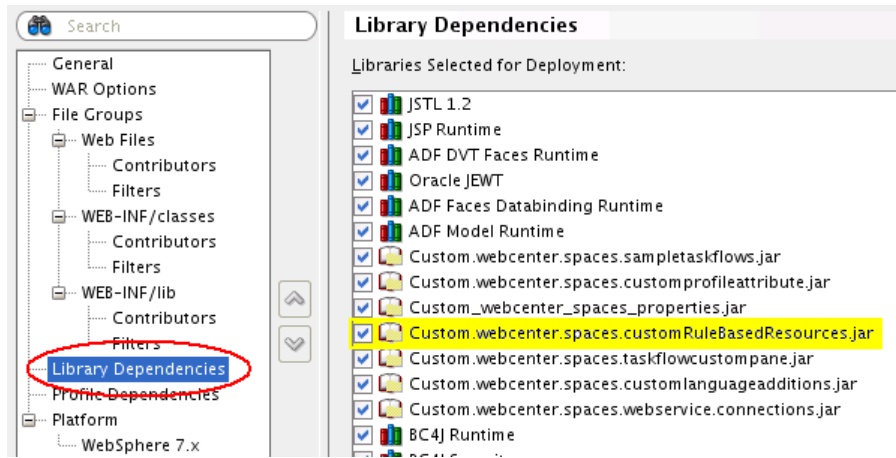 Search
General
WAR Options
File Groups
Web Files
Contributors
Filters
WEB-INF/classes
Contributors
Filters
WEB-INF/lib
Contributors
Filters
Library Dependencies
Profile Dependencies
Platform
WebSphere 7.x
Library Dependencies
Libraries Selected for Deployment:
JSTL 1.2
JSP Runtime
ADF DVT Faces Runtime
Oracle JEWT
ADF Faces Databinding Runtime
ADF Model Runtime
Custom.webcenter.spaces.sampletaskflows.jar
Custom.webcenter.spaces.customprofileattribute.jar
Custom_webcenter_spaces_properties.jar
Custom.webcenter.spaces.customRuleBasedResources.jar
Custom.webcenter.spaces.taskflowcustompane.jar
Custom.webcenter.spaces.customlanguageadditions.jar
Custom.webcenter.spaces.webservice.connections.jar
BC4J Runtime